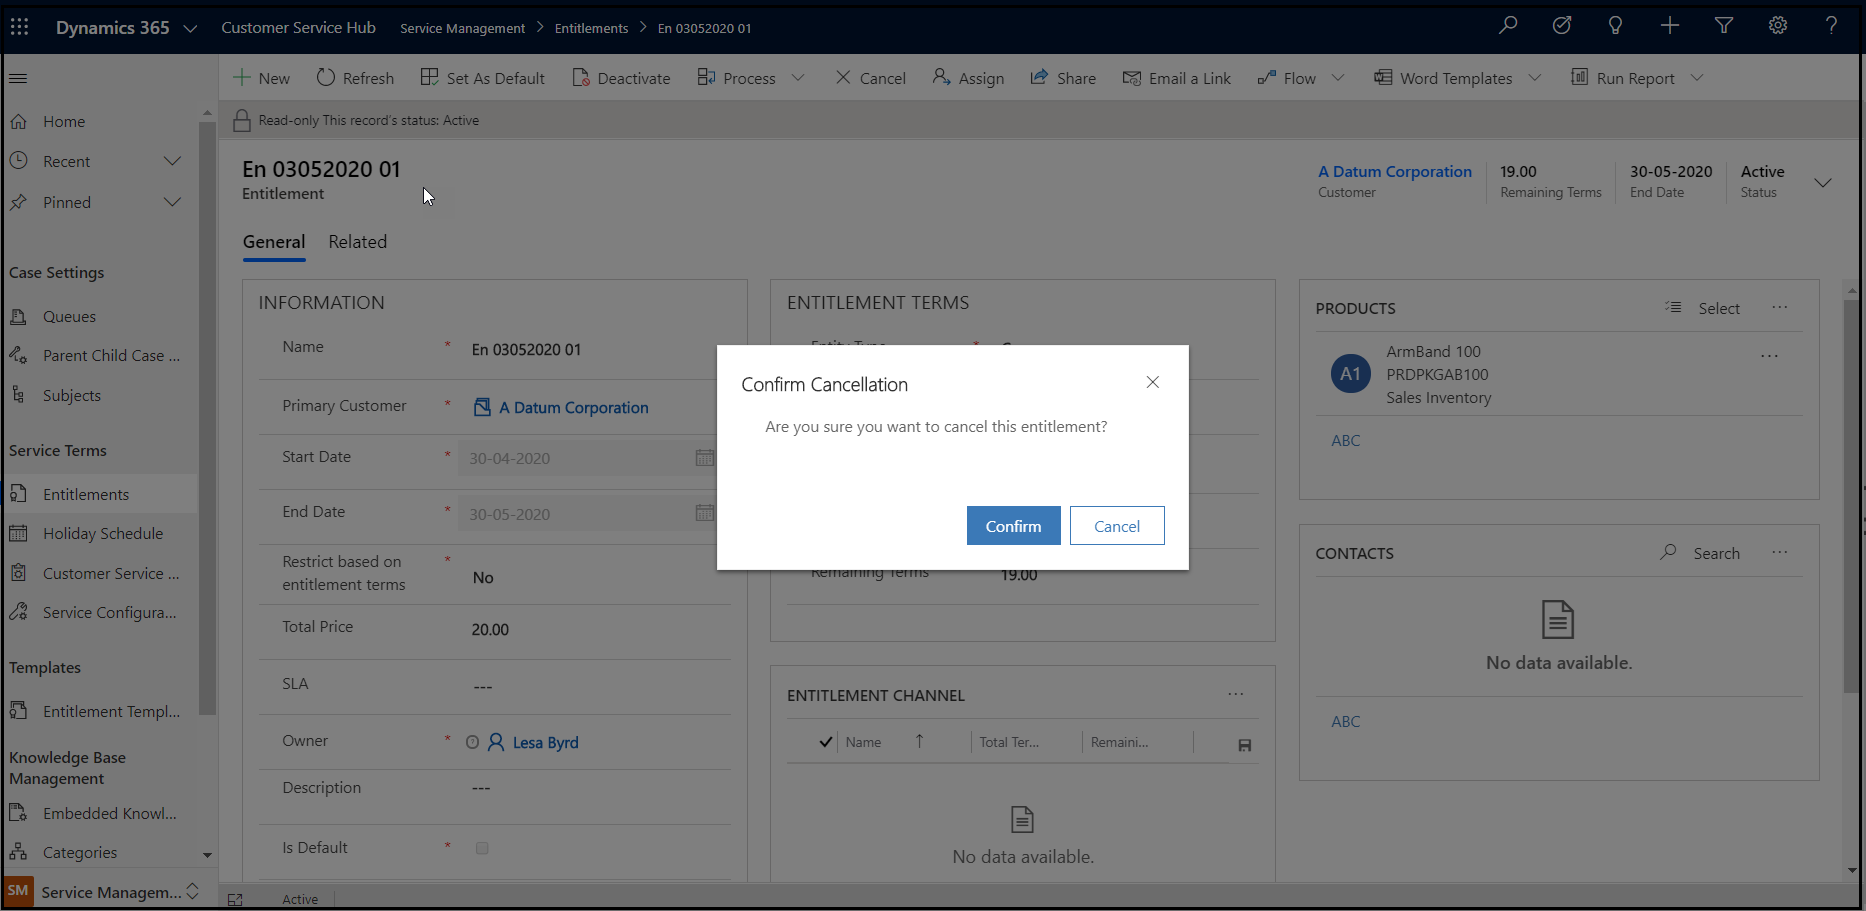 Dynamics 365
Customer Service Hub
Service Management > Entitlements > En 03052020 01
New
Refresh
Set As Default
Deactivate
Process
Cancel
Assign
Share
Email a Link
Flow
Word Templates
Run Report
Read-only This record's status: Active
Home
Recent
Pinned
Case Settings
Queues
Parent Child Case ...
Subjects
Service Terms
Entitlements
Holiday Schedule
Customer Service ...
Service Configura...
Templates
Entitlement Templ...
Knowledge Base
Management
Embedded Knowl...
Categories
SM
Service Managem...
En 03052020 01
Entitlement
A Datum Corporation
Customer
19.00
Remaining Terms
30-05-2020
End Date
Active
Status
General
Related
INFORMATION
Name * En 03052020 01
Primary Customer * A Datum Corporation
Start Date * 30-04-2020
End Date * 30-05-2020
Restrict based on
entitlement terms * No
Total Price 20.00
SLA ---
Owner * Lesa Byrd
Description ---
Is Default *
ENTITLEMENT TERMS
Entity Type *
Remaining Terms 19.00
Confirm Cancellation
Are you sure you want to cancel this entitlement?
Confirm
Cancel
ENTITLEMENT CHANNEL
...
Name ↑ Total Ter... Remaini...
No data available.
PRODUCTS
Select
...
A1
ArmBand 100
...
PRDPKGAB100
Sales Inventory
ABC
CONTACTS
Search
...
No data available.
ABC
Active